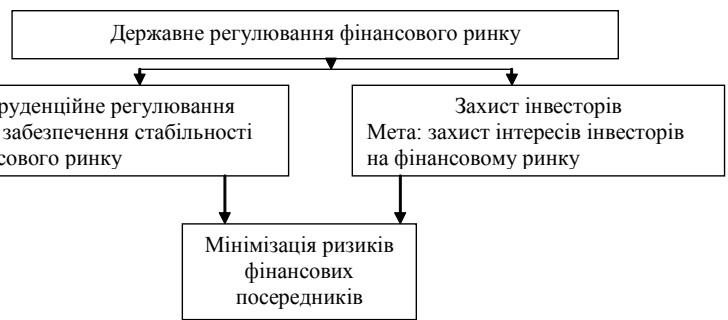 Державне регулювання фінансового ринку
руденційне регулювання
забезпечення стабільності
сового ринку
Захист інвесторів
Мета: захист інтересів інвесторів
на фінансовому ринку
Мінімізація ризиків
фінансових
посередників